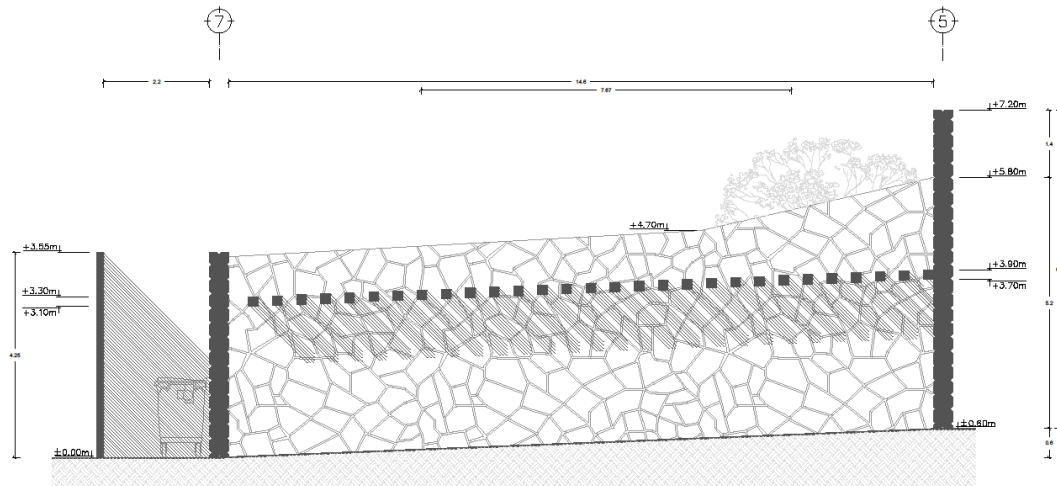 7
5
2.2
14.6
7.67
+7.20m
1.4
+5.80m
+4.70m
+3.55m
+3.90m
+3.30m
+3.70m
+3.10m
5.2
4.25
+0.60m
±0.00m
0.6